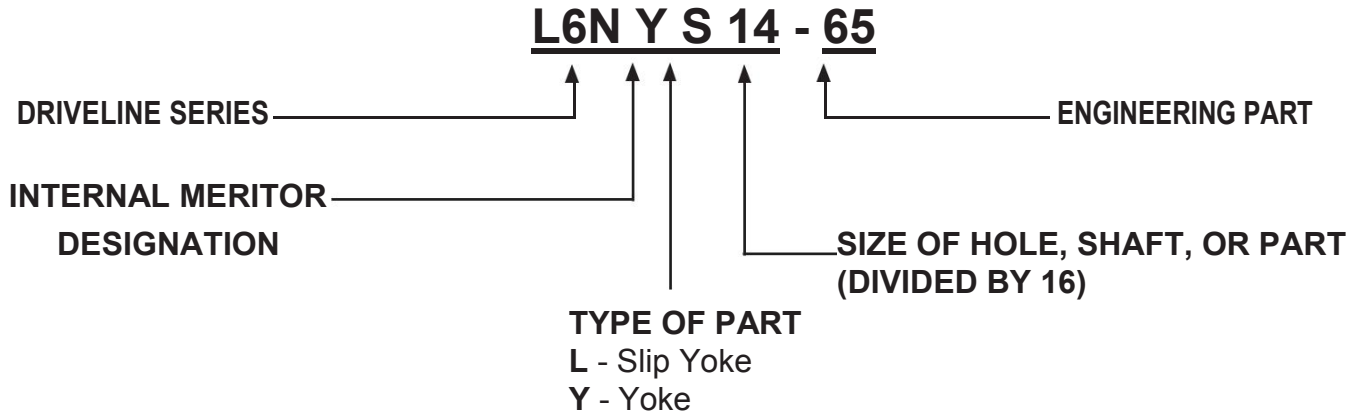 L6N Y S 14 - 65
DRIVELINE SERIES
ENGINEERING PART
INTERNAL MERITOR
DESIGNATION
SIZE OF HOLE, SHAFT, OR PART
(DIVIDED BY 16)
TYPE OF PART
L - Slip Yoke
Y - Yoke